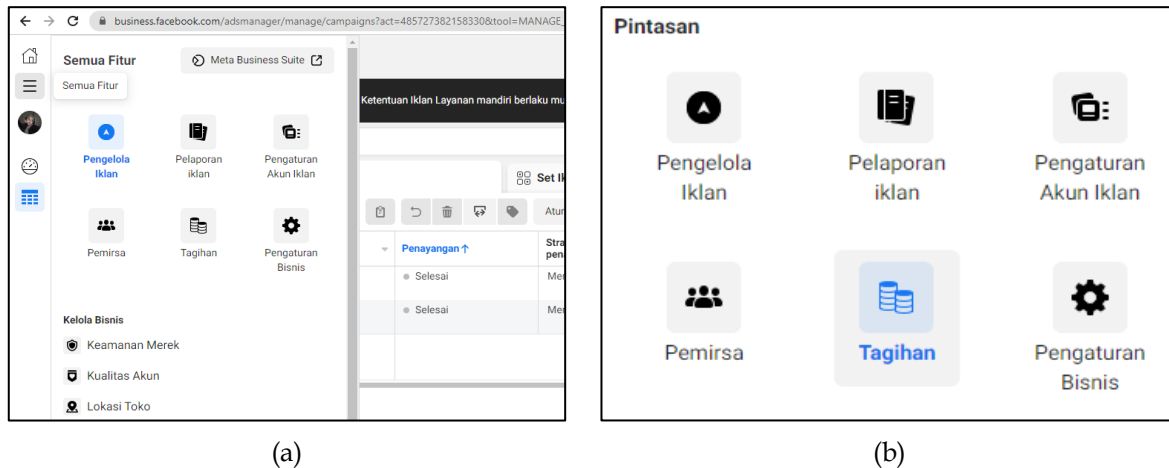 business.facebook.com/adsmanager/manage/campaigns?act=485727382158330&tool=MANAGE_
Semua Fitur
Meta Business Suite
Semua Fitur
Ketentuan Iklan Layanan mandiri berlaku mu
Pengelola
Iklan
Pelaporan
iklan
Pengaturan
Akun Iklan
Set Ik
Atur
Pemirsa
Tagihan
Pengaturan
Bisnis
Penayangan
Stra
pena
Selesai
Men
Selesai
Men
Kelola Bisnis
Keamanan Merek
Kualitas Akun
Lokasi Toko
(a)
Pintasan
Pengelola
Iklan
Pelaporan
iklan
Pengaturan
Akun Iklan
Pemirsa
Tagihan
Pengaturan
Bisnis
(b)